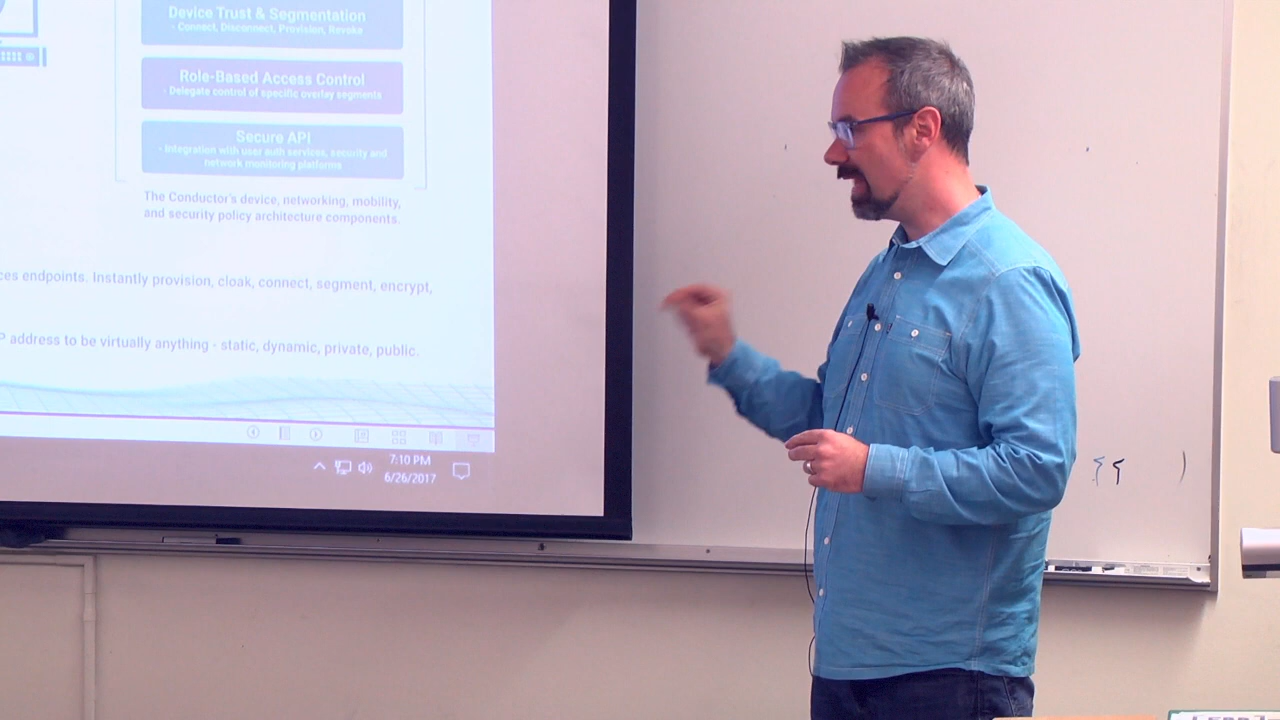 Device Trust & Segmentation
- Connect, Disconnect, Provision, Revoke
Role-Based Access Control
- Delegate control of specific overlay segments
Secure API
- Integration with user auth services, security and
network monitoring platforms
The Conductor's device, networking, mobility,
and security policy architecture components.
ces endpoints. Instantly provision, cloak, connect, segment, encrypt,
P address to be virtually anything - static, dynamic, private, public.
7:10 PM
6/26/2017